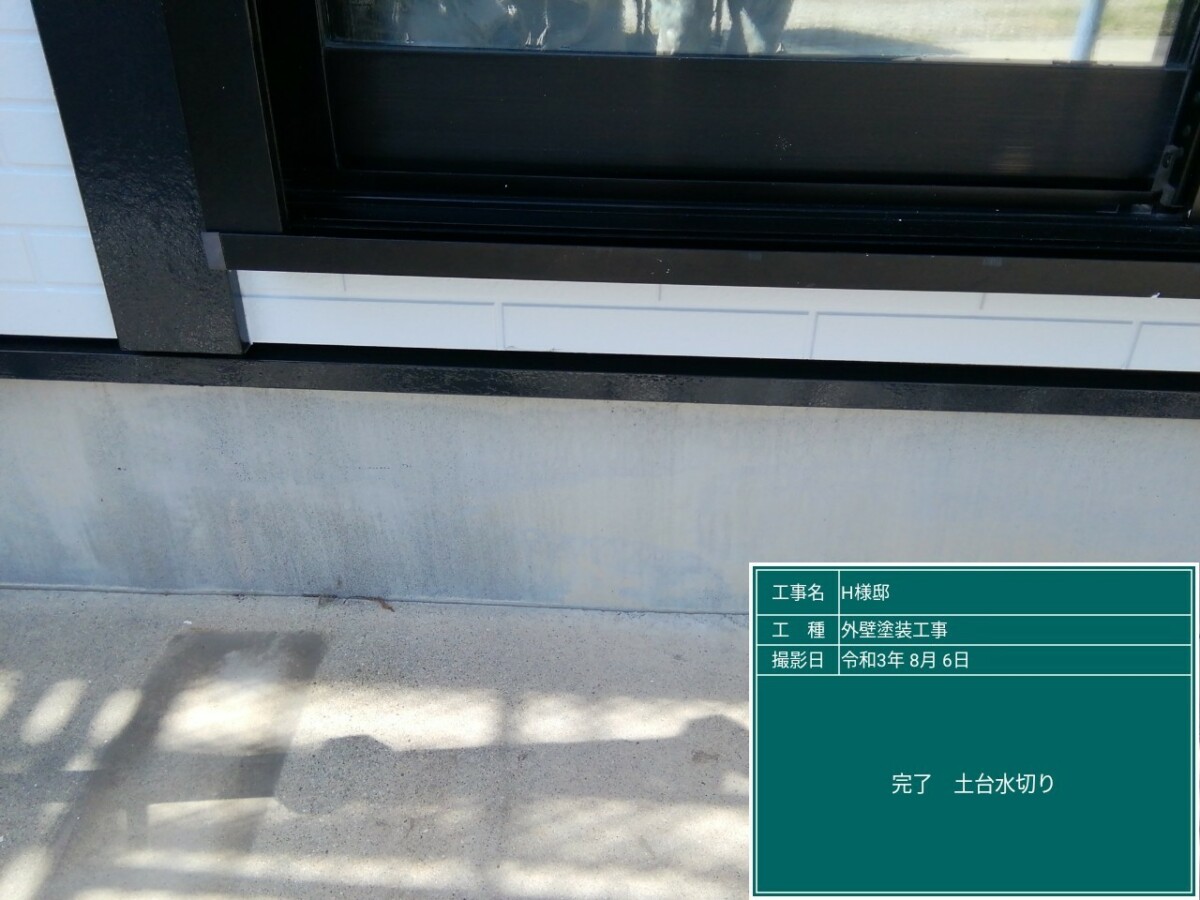 工事名 H様邸
工　種 外壁塗装工事
撮影日 令和3年 8月 6日
完了　土台水切り